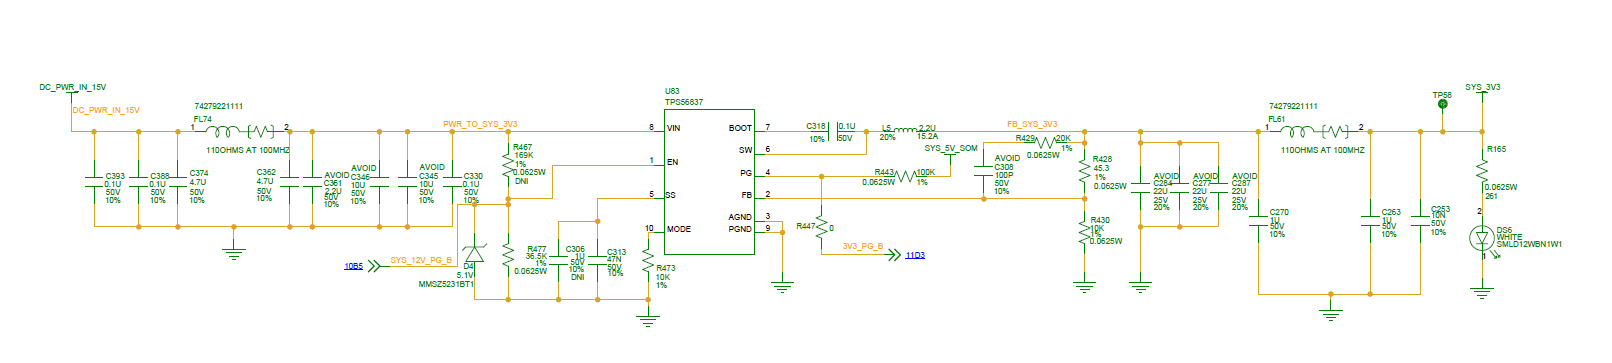 DC_PWR_IN_15V
DC_PWR_IN_15V
74279221111
FL74
1
2
110OHMS AT 100MHZ
C393
0.1U
50V
10%
C388
0.1U
50V
10%
C374
4.7U
50V
10%
C362
4.7U
50V
10%
AVOID
C361
2.2U
50V
10%
AVOID
C346
10U
50V
10%
AVOID
C345
10U
50V
10%
C330
0.1U
50V
10%
PWR_TO_SYS_3V3
R467
169K
1%
0.0625W
DNI
10B5
SYS_12V_PG_B
D4
5.1V
MMSZ5231BT1
R477
36.5K
1%
0.0625W
C306
1U
50V
10%
DNI
C313
47N
50V
10%
R473
10K
1%
U83
TPS56837
8
VIN
1
EN
5
SS
10
MODE
BOOT
7
SW
6
PG
4
FB
2
AGND
3
PGND
9
C318
0.1U
10%
50V
L5
2.2U
20%
15.2A
SYS_5V_SOM
R443
100K
0.0625W
1%
R447
0
3V3_PG_B
11D3
FB_SYS_3V3
R429
20K
1%
0.0625W
AVOID
C308
100P
50V
10%
R428
45.3
1%
0.0625W
R430
10K
1%
0.0625W
AVOID
C284
22U
25V
20%
AVOID
C277
22U
25V
20%
AVOID
C287
22U
25V
20%
74279221111
FL61
1
2
110OHMS AT 100MHZ
C270
1U
50V
10%
C263
1U
50V
10%
C253
10N
50V
10%
TP58
SYS_3V3
R165
0.0625W
261
2
DS6
WHITE
SMLD12WBN1W1
1